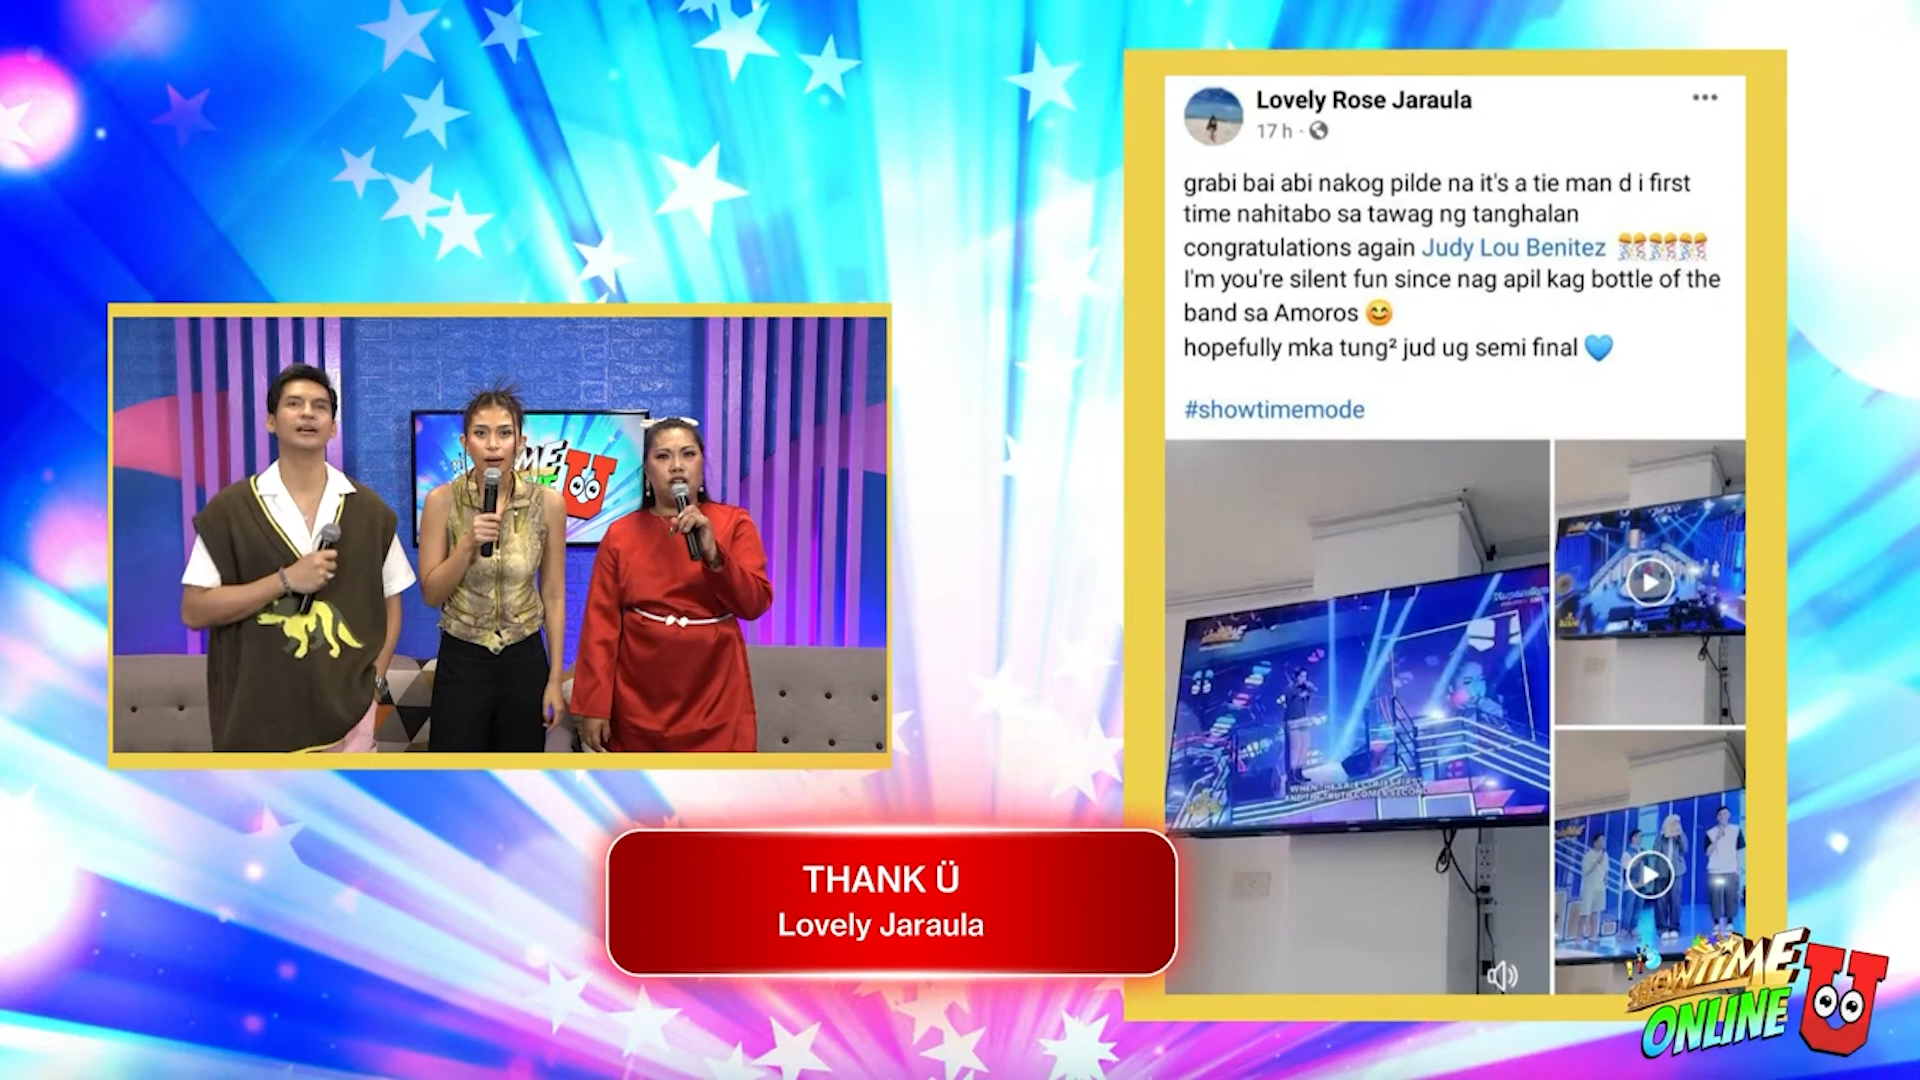 Lovely Rose Jaraula
17 h
grabi bai abi nakog pilde na it's a tie man d i first
time nahitabo sa tawag ng tanghalan
congratulations again Judy Lou Benitez 🎊🎊🎊🎊
I'm you're silent fun since nag apil kag bottle of the
band sa Amoros 😊
hopefully mka tung² jud ug semi final 💙
#showtimemode
THANK Ü
Lovely Jaraula
SHOWTIME
ONLINE U